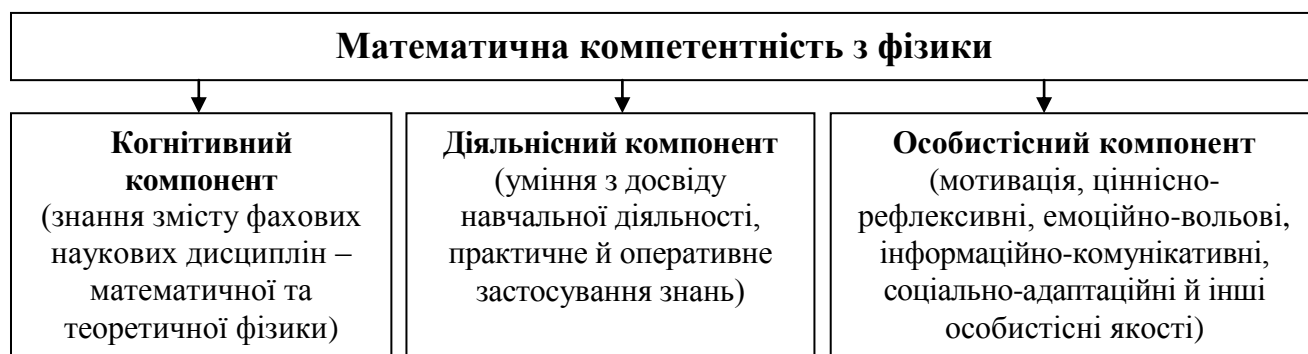 Математична компетентність з фізики
Когнітивний
компонент
(знання змісту фахових
наукових дисциплін –
математичної та
теоретичної фізики)
Діяльнісний компонент
(уміння з досвіду
навчальної діяльності,
практичне й оперативне
застосування знань)
Особистісний компонент
(мотивація, ціннісно-
рефлексивні, емоційно-вольові,
інформаційно-комунікативні,
соціально-адаптаційні й інші
особистісні якості)